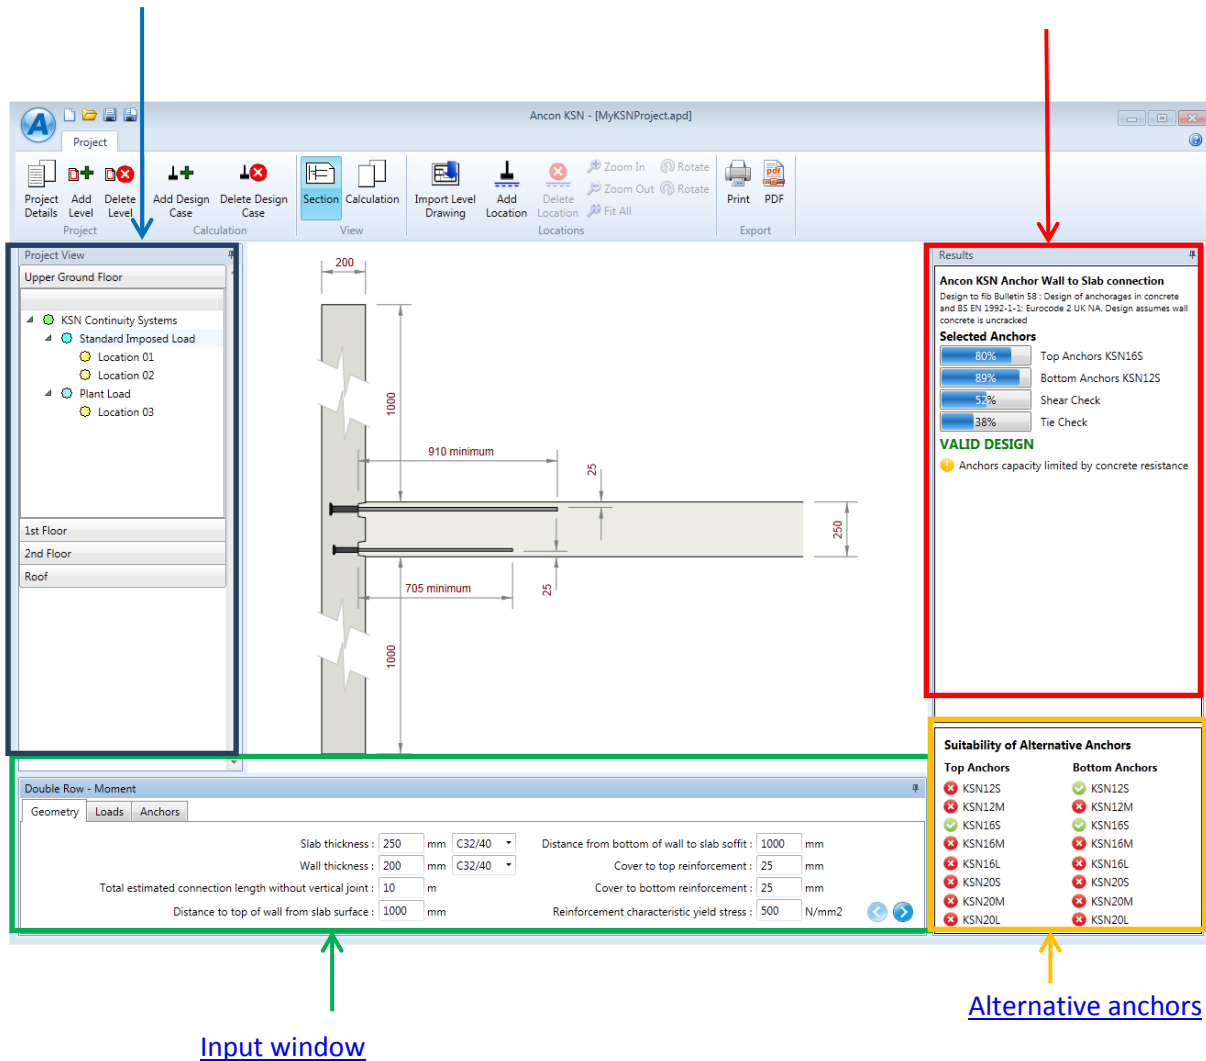 Ancon KSN - [MyKSNProject.apd]
A
Project
Project Details
Add Level
Delete Level
Add Design Case
Delete Design Case
Section
Calculation
Import Level Drawing
Add Location
Delete Location
Zoom In
Rotate
Zoom Out
Rotate
Fit All
Print
PDF
Project
Calculation
View
Locations
Export
Project View
Upper Ground Floor
KSN Continuity Systems
Standard Imposed Load
Location 01
Location 02
Plant Load
Location 03
1st Floor
2nd Floor
Roof
200
1000
910 minimum
25
250
705 minimum
25
1000
Results
Ancon KSN Anchor Wall to Slab connection
Design to fib Bulletin 58 : Design of anchorages in concrete
and BS EN 1992-1-1: Eurocode 2 UK NA. Design assumes wall
concrete is uncracked
Selected Anchors
80% Top Anchors KSN16S
89% Bottom Anchors KSN12S
52% Shear Check
38% Tie Check
VALID DESIGN
Anchors capacity limited by concrete resistance
Suitability of Alternative Anchors
Top Anchors Bottom Anchors
KSN12S KSN12S
KSN12M KSN12M
KSN16S KSN16S
KSN16M KSN16M
KSN16L KSN16L
KSN20S KSN20S
KSN20M KSN20M
KSN20L KSN20L
Double Row - Moment
Geometry Loads Anchors
Slab thickness : 250 mm C32/40 Distance from bottom of wall to slab soffit : 1000 mm
Wall thickness : 200 mm C32/40 Cover to top reinforcement : 25 mm
Total estimated connection length without vertical joint : 10 m Cover to bottom reinforcement : 25 mm
Distance to top of wall from slab surface : 1000 mm Reinforcement characteristic yield stress : 500 N/mm2
Alternative anchors
Input window